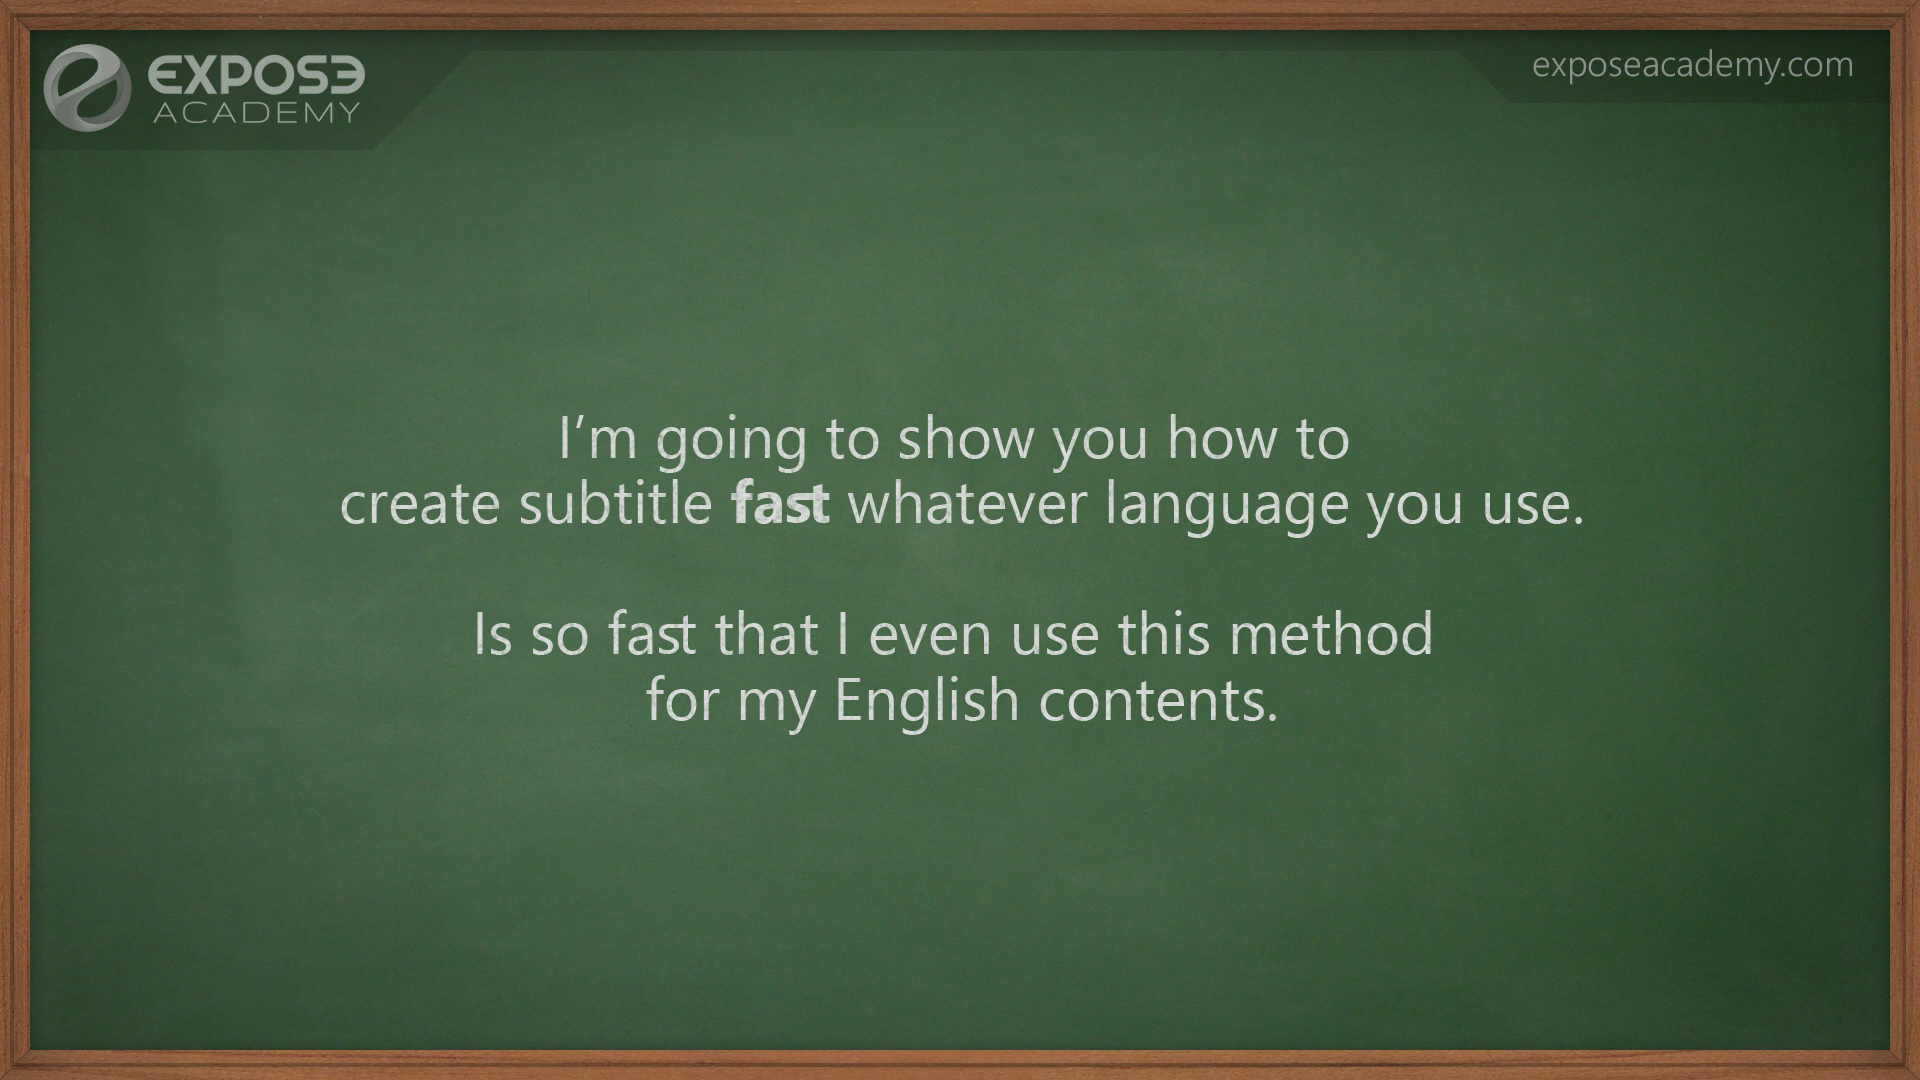 EXPOSE
ACADEMY
exposeacademy.com
I’m going to show you how to
create subtitle fast whatever language you use.
Is so fast that I even use this method
for my English contents.